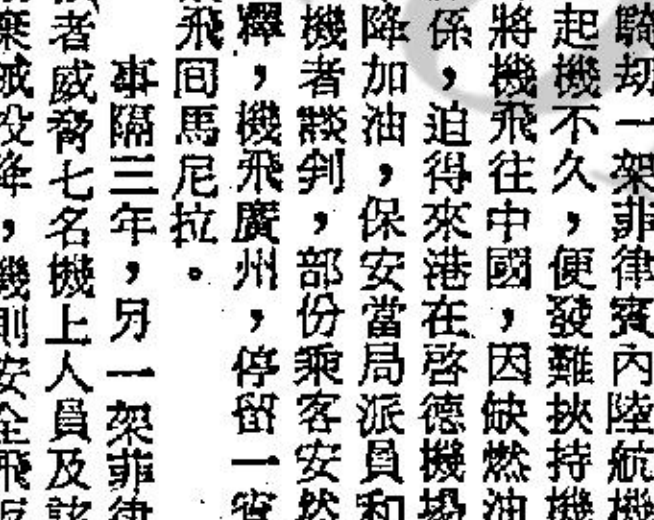 騎劫一架菲律賓內陸航機
起機不久，便發難挾持機
將機飛往中國，因缺燃油
係，迫得來港在啓德機場
降加油，保安當局派員和
機者談判，部份乘客安然
釋，機飛廣州，停留一
飛囘馬尼拉。
事隔三年，另一架菲律
者威脅七名機上人員及該
棄械投降，機則安全飛返